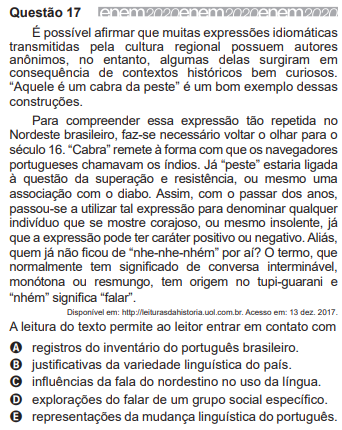 Questão 17 enem2020enem2020enem2020
É possível afirmar que muitas expressões idiomáticas
transmitidas pela cultura regional possuem autores
anônimos, no entanto, algumas delas surgiram em
consequência de contextos históricos bem curiosos.
“Aquele é um cabra da peste” é um bom exemplo dessas
construções.
Para compreender essa expressão tão repetida no
Nordeste brasileiro, faz-se necessário voltar o olhar para o
século 16. “Cabra” remete à forma com que os navegadores
portugueses chamavam os índios. Já “peste” estaria ligada
à questão da superação e resistência, ou mesmo uma
associação com o diabo. Assim, com o passar dos anos,
passou-se a utilizar tal expressão para denominar qualquer
indivíduo que se mostre corajoso, ou mesmo insolente, já
que a expressão pode ter caráter positivo ou negativo. Aliás,
quem já não ficou de “nhe-nhe-nhém” por aí? O termo, que
normalmente tem significado de conversa interminável,
monótona ou resmungo, tem origem no tupi-guarani e
“nhém” significa “falar”.
Disponível em: http://leiturasdahistoria.uol.com.br. Acesso em: 13 dez. 2017.
A leitura do texto permite ao leitor entrar em contato com
A registros do inventário do português brasileiro.
B justificativas da variedade linguística do país.
C influências da fala do nordestino no uso da língua.
D explorações do falar de um grupo social específico.
E representações da mudança linguística do português.